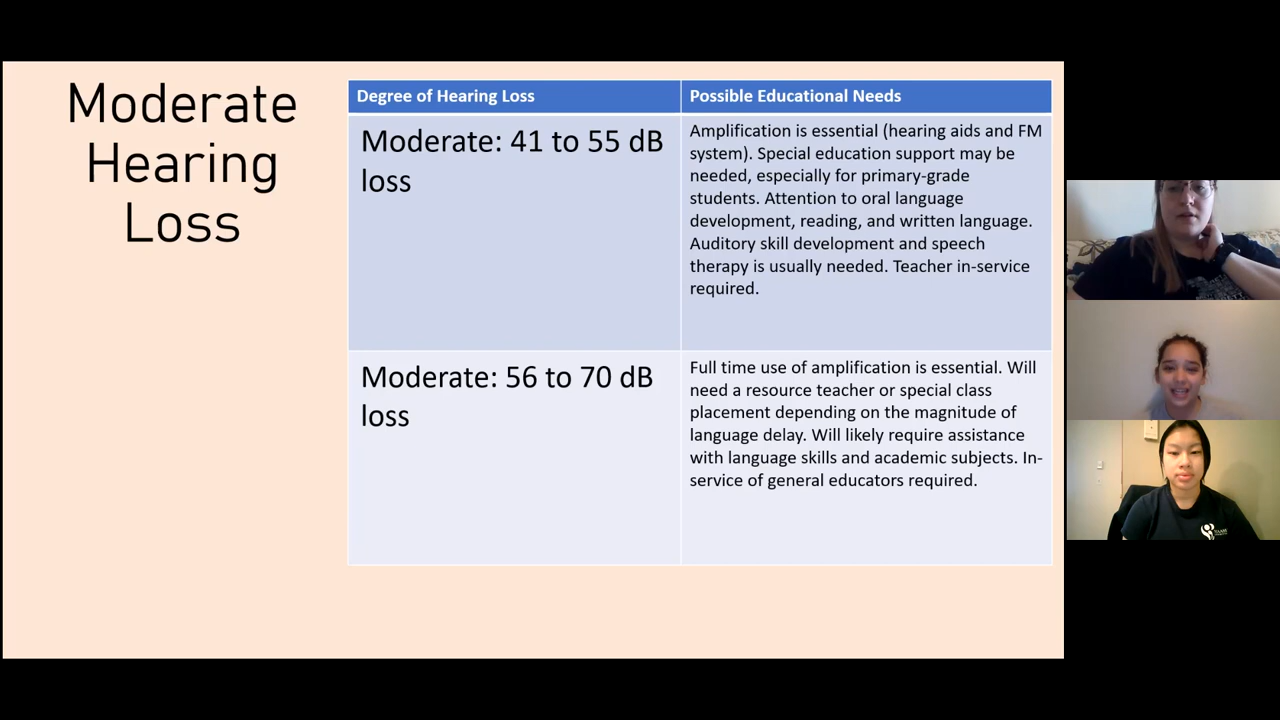 Moderate
Hearing
Loss
Degree of Hearing Loss
Possible Educational Needs
Moderate: 41 to 55 dB
loss
Amplification is essential (hearing aids and FM
system). Special education support may be
needed, especially for primary-grade
students. Attention to oral language
development, reading, and written language.
Auditory skill development and speech
therapy is usually needed. Teacher in-service
required.
Moderate: 56 to 70 dB
loss
Full time use of amplification is essential. Will
need a resource teacher or special class
placement depending on the magnitude of
language delay. Will likely require assistance
with language skills and academic subjects. In-
service of general educators required.